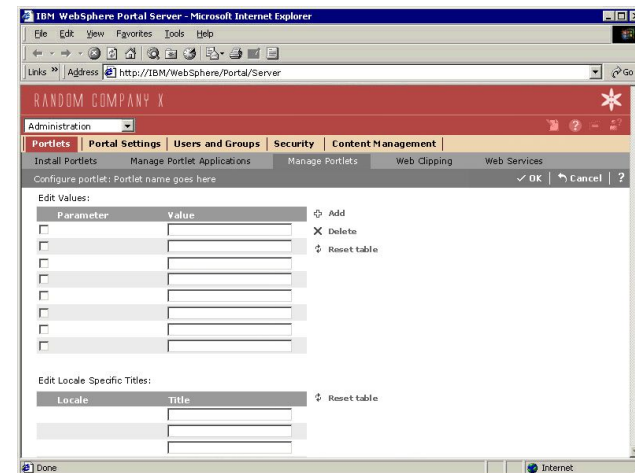 IBM WebSphere Portal Server - Microsoft Internet Explorer
File Edit View Favorites Tools Help
Links » Address http://IBM/WebSphere/Portal/Server Go
RANDOM COMPANY X
Administration
Portlets Portal Settings Users and Groups Security Content Management
Install Portlets Manage Portlet Applications Manage Portlets Web Clipping Web Services
Configure portlet: Portlet name goes here OK Cancel ?
Edit Values:
Parameter Value Add
Delete
Reset table
Edit Locale Specific Titles:
Locale Title Reset table
Done Internet